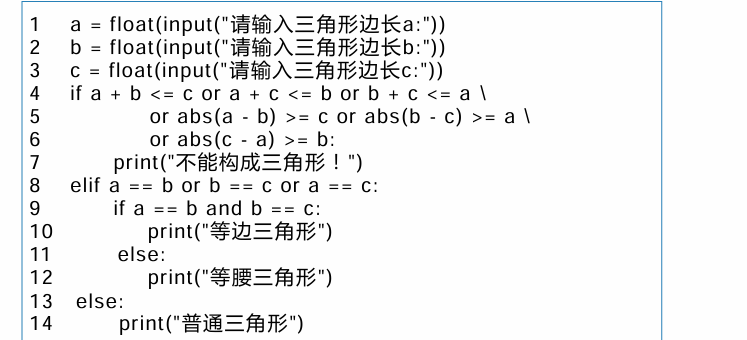 1 a = float(input("请输入三角形边长a:"))
2 b = float(input("请输入三角形边长b:"))
3 c = float(input("请输入三角形边长c:"))
4 if a + b <= c or a + c <= b or b + c <= a \
5 or abs(a - b) >= c or abs(b - c) >= a \
6 or abs(c - a) >= b:
7 print("不能构成三角形！")
8 elif a == b or b == c or a == c:
9 if a == b and b == c:
10 print("等边三角形")
11 else:
12 print("等腰三角形")
13 else:
14 print("普通三角形")